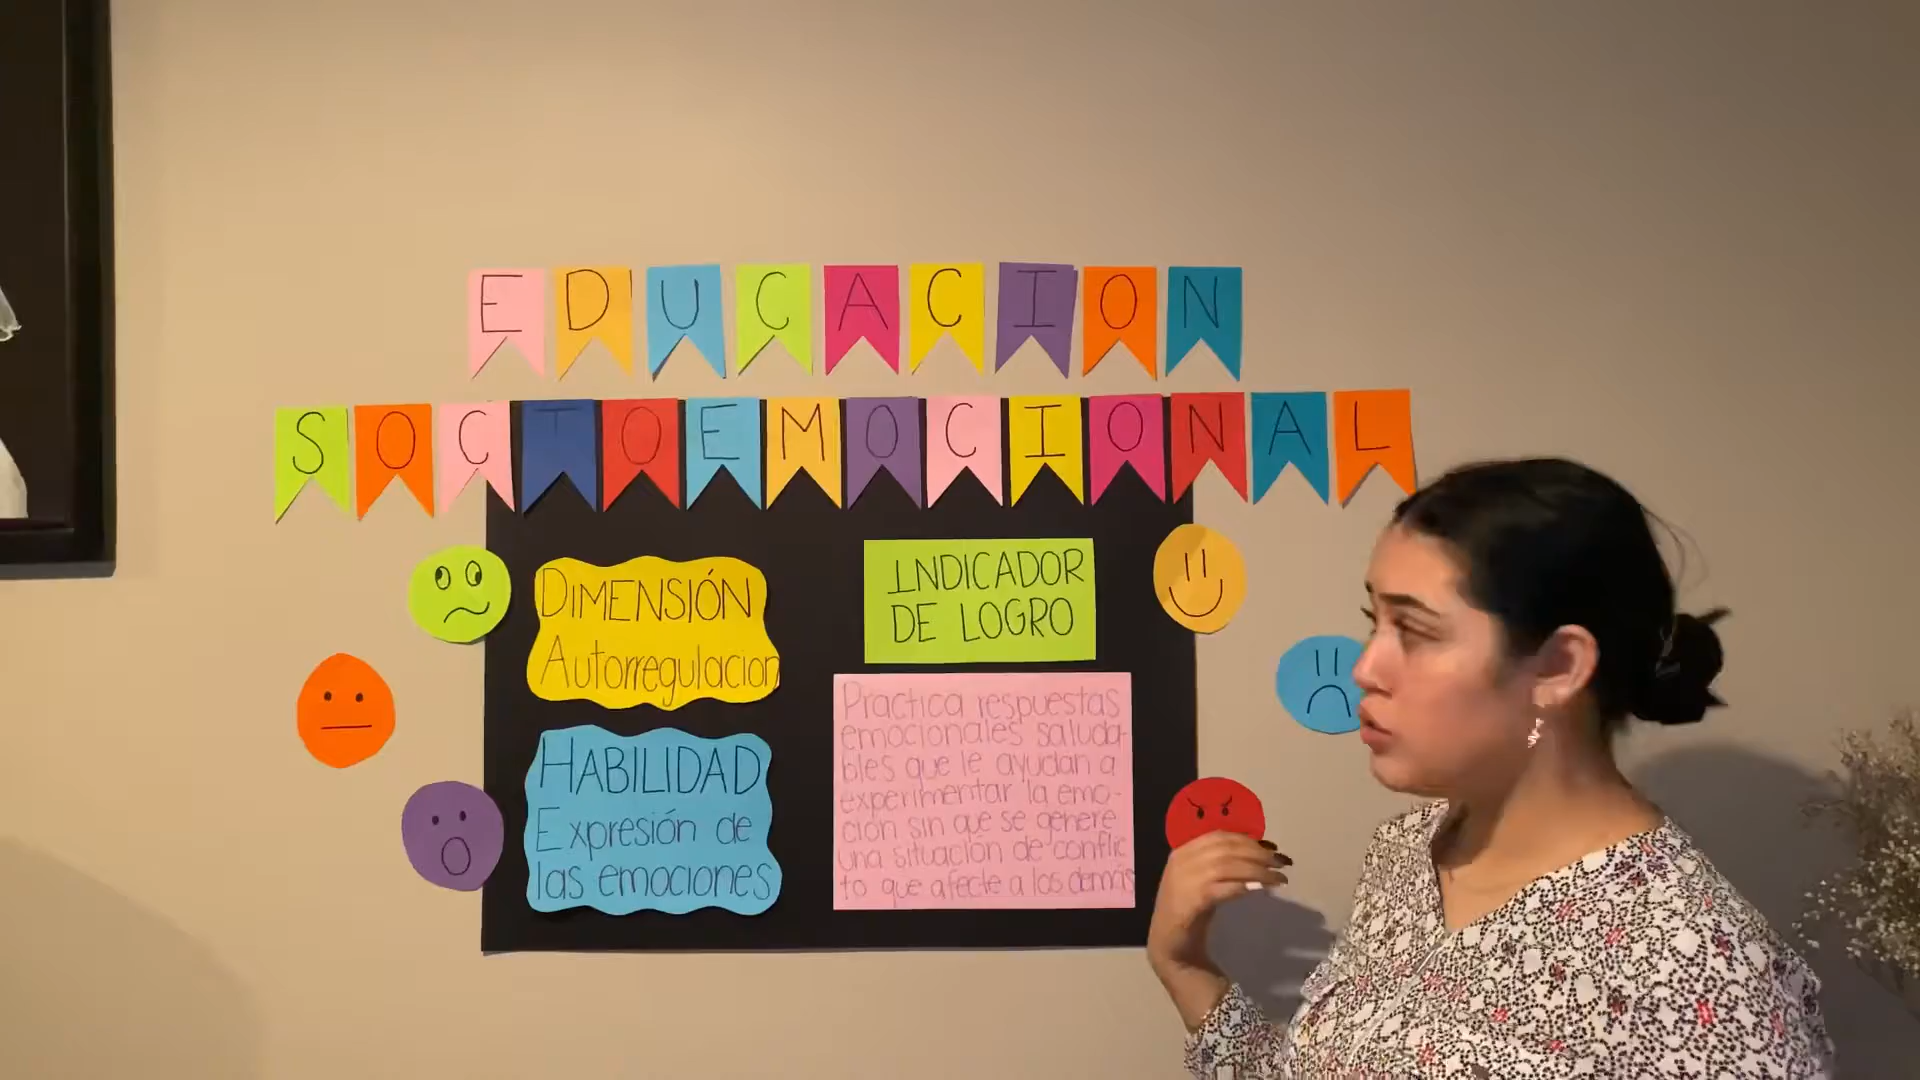 EDUCACION
SOCIOEMOCIONAL
DIMENSIÓN
Autorregulacion
HABILIDAD
Expresión de
las emociones
INDICADOR
DE LOGRO
Practica respuestas
emocionales saluda-
bles que le ayudan a
experimentar la emo-
ción sin que se genere
una situación de conflic
to que afecte a los demás